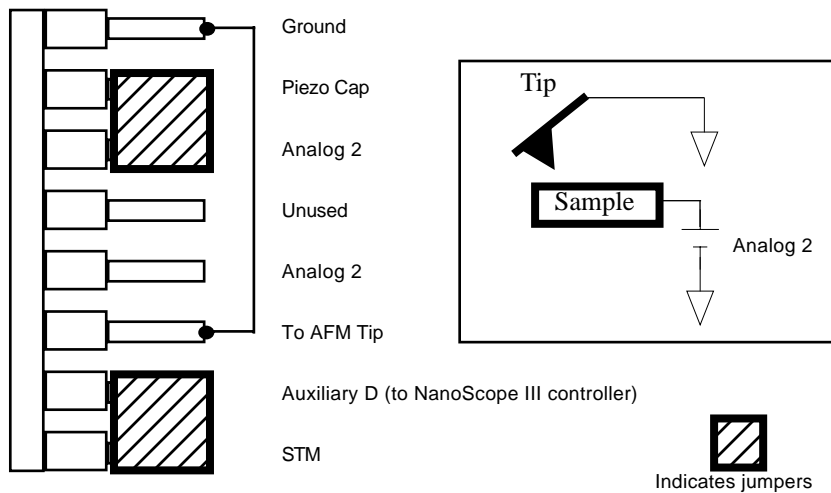 Ground
Piezo Cap
Analog 2
Unused
Analog 2
To AFM Tip
Auxiliary D (to NanoScope III controller)
STM
Tip
Sample
Analog 2
Indicates jumpers